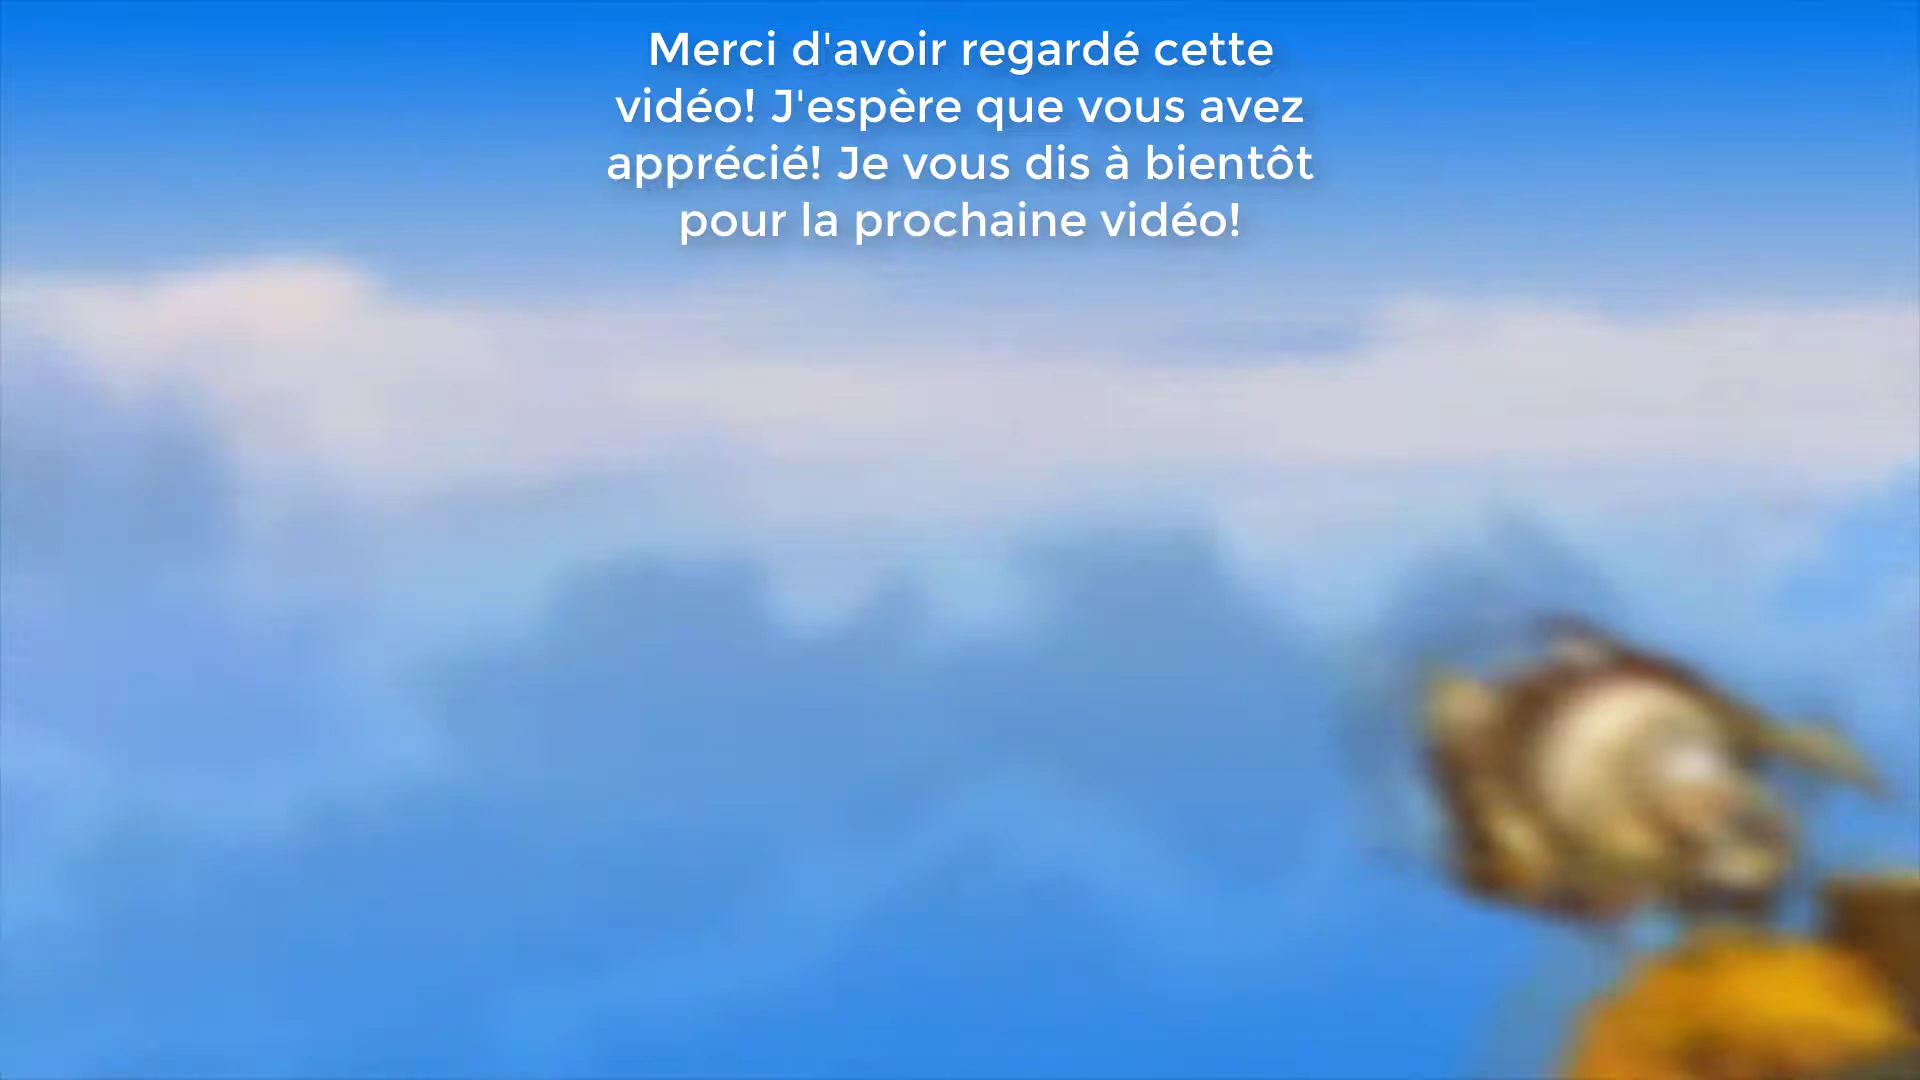 Merci d'avoir regardé cette
vidéo! J'espère que vous avez
apprécié! Je vous dis à bientôt
pour la prochaine vidéo!